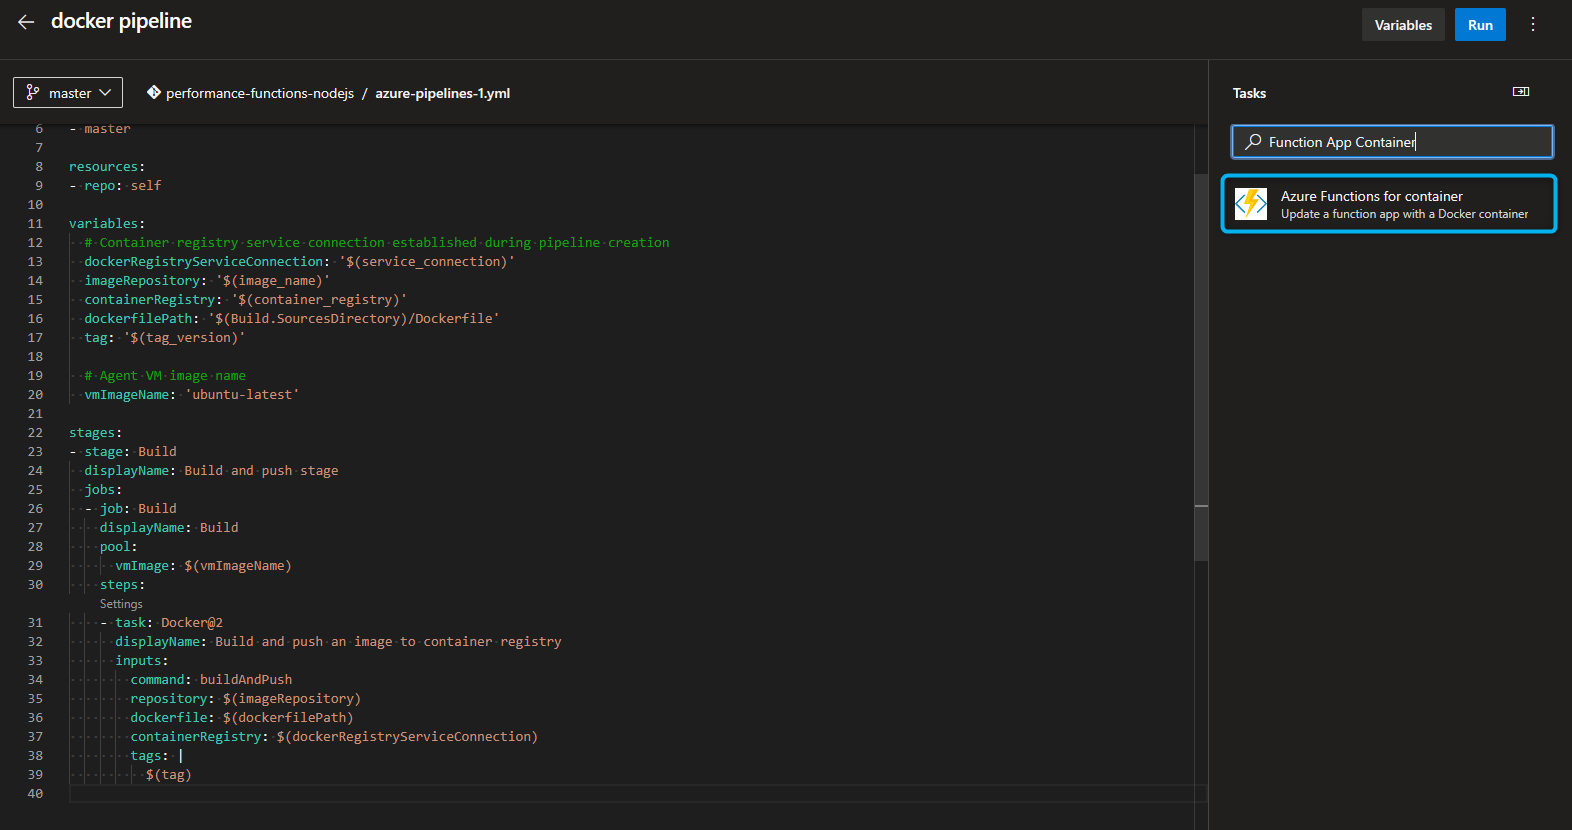 docker pipeline
Variables
Run
master
performance-functions-nodejs / azure-pipelines-1.yml
6 - master
7
8 resources:
9 - repo: self
10
11 variables:
12 # Container registry service connection established during pipeline creation
13 dockerRegistryServiceConnection: '$(service_connection)'
14 imageRepository: '$(image_name)'
15 containerRegistry: '$(container_registry)'
16 dockerfilePath: '$(Build.SourcesDirectory)/Dockerfile'
17 tag: '$(tag_version)'
18
19 # Agent VM image name
20 vmImageName: 'ubuntu-latest'
21
22 stages:
23 - stage: Build
24 displayName: Build and push stage
25 jobs:
26 - job: Build
27 displayName: Build
28 pool:
29 vmImage: $(vmImageName)
30 steps:
Settings
31 - task: Docker@2
32 displayName: Build and push an image to container registry
33 inputs:
34 command: buildAndPush
35 repository: $(imageRepository)
36 dockerfile: $(dockerfilePath)
37 containerRegistry: $(dockerRegistryServiceConnection)
38 tags: |
39 $(tag)
40
Tasks
Function App Container
Azure Functions for container
Update a function app with a Docker container